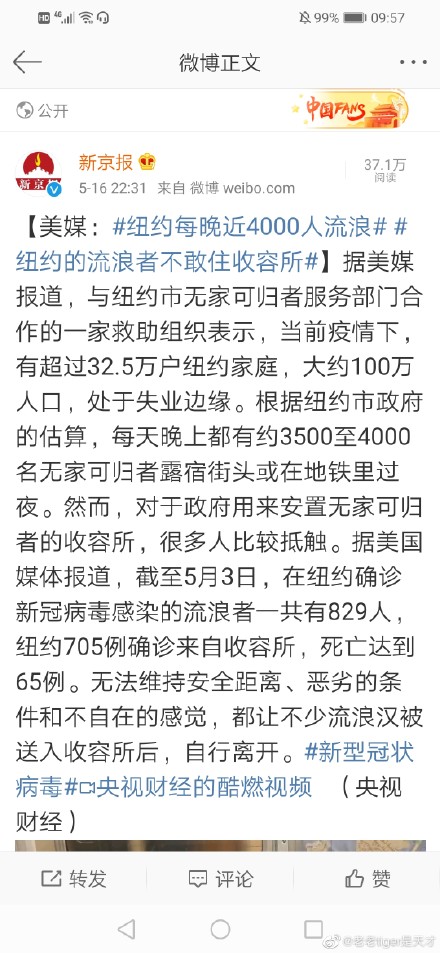 HD 4G 99% 09:57
微博正文
公开
中国FANS
新京报
37.1万
阅读
5-16 22:31 来自 微博 weibo.com
新京报
【美媒：#纽约每晚近4000人流浪# #
纽约的流浪者不敢住收容所#】据美媒
报道，与纽约市无家可归者服务部门合
作的一家救助组织表示，当前疫情下，
有超过32.5万户纽约家庭，大约100万
人口，处于失业边缘。根据纽约市政府
的估算，每天晚上都有约3500至4000
名无家可归者露宿街头或在地铁里过
夜。然而，对于政府用来安置无家可归
者的收容所，很多人比较抵触。据美国
媒体报道，截至5月3日，在纽约确诊
新冠病毒感染的流浪者一共有829人，
纽约705例确诊来自收容所，死亡达到
65例。无法维持安全距离、恶劣的条
件和不自在的感觉，都让不少流浪汉被
送入收容所后，自行离开。#新型冠状
病毒#央视财经的酷燃视频 （央视
财经）
转发 评论 赞
@老老tiger是天才